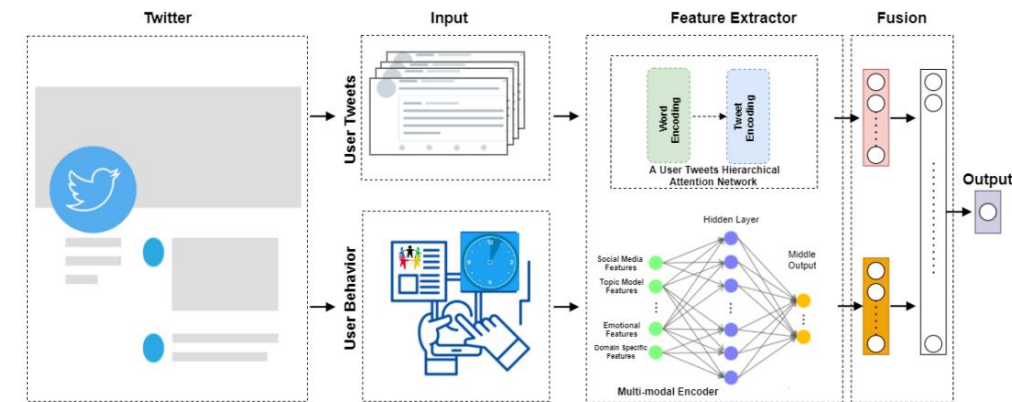 Twitter
Input
Feature Extractor
Fusion
User Tweets
Word
Encoding
Tweet
Encoding
A User Tweets Hierarchical
Attention Network
Output
User Behavior
Hidden Layer
Middle
Output
Social Media
Features
Topic Model
Features
Emotional
Features
Domain Specific
Features
Multi-modal Encoder